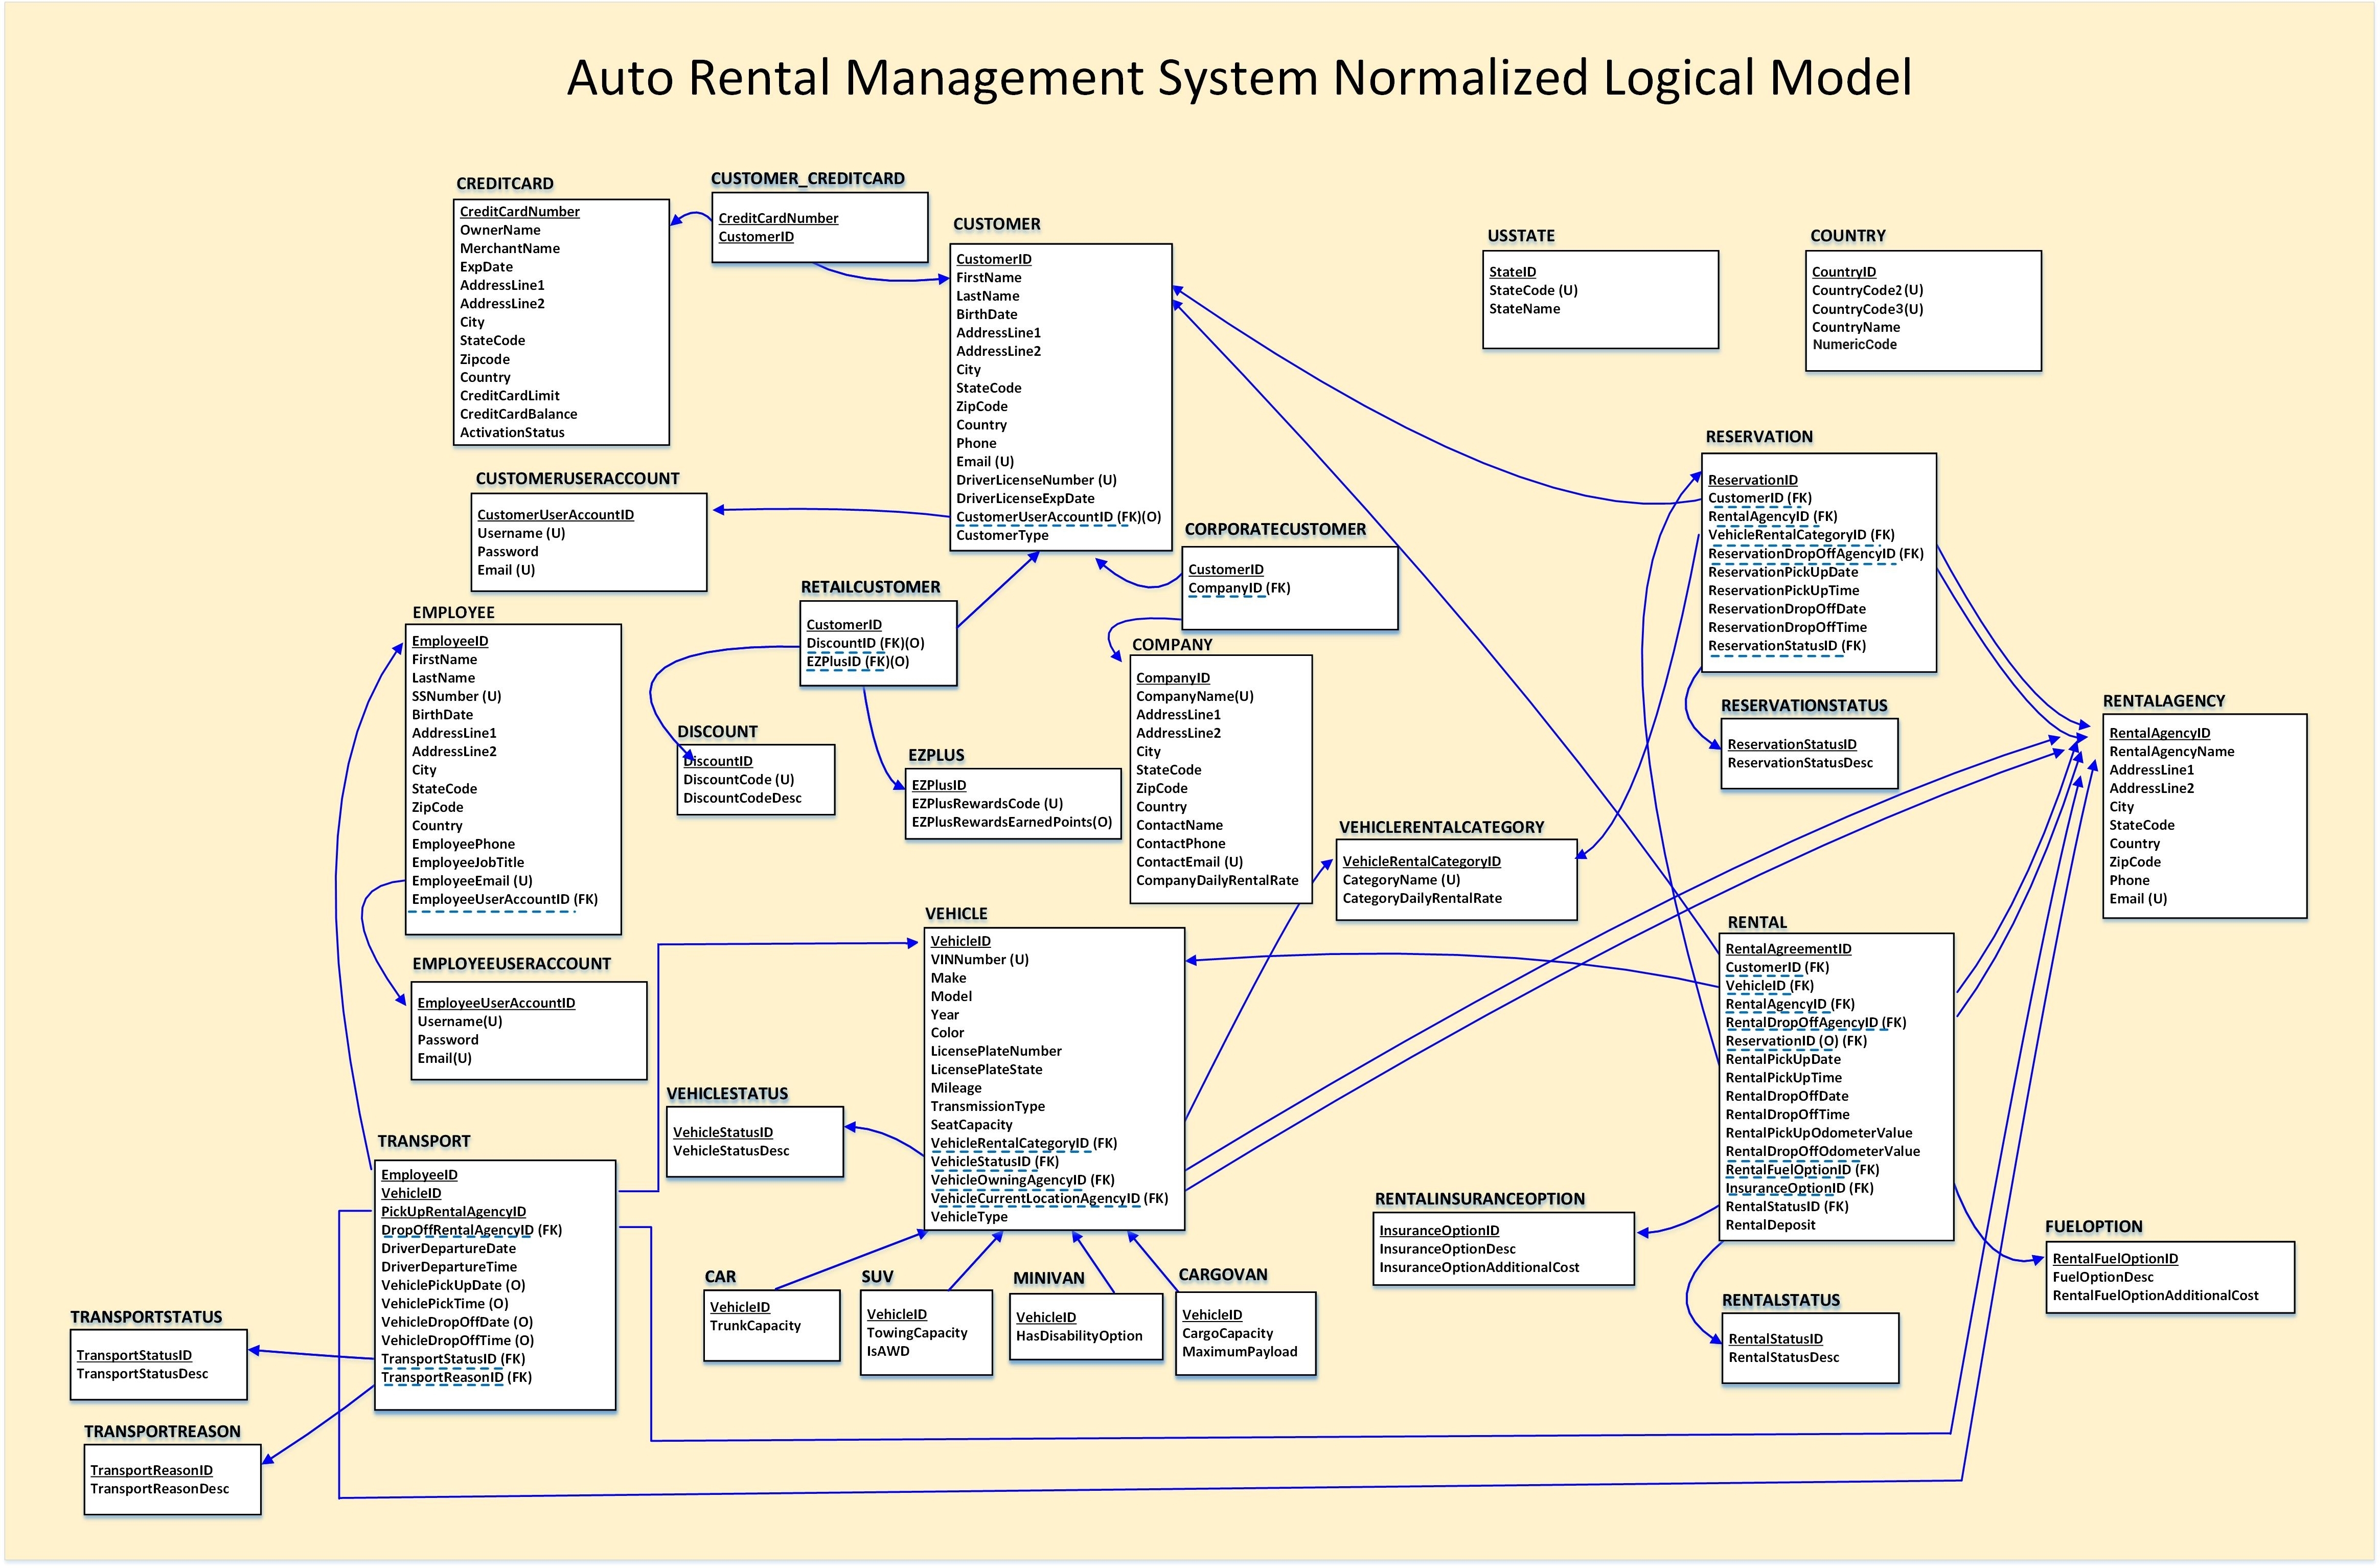 Auto Rental Management System Normalized Logical Model
CREDITCARD
CreditCardNumber
OwnerName
MerchantName
ExpDate
AddressLine1
AddressLine2
City
StateCode
Zipcode
Country
CreditCardLimit
CreditCardBalance
ActivationStatus
CUSTOMER_CREDITCARD
CreditCardNumber
CustomerID
CUSTOMER
CustomerID
FirstName
LastName
BirthDate
AddressLine1
AddressLine2
City
StateCode
ZipCode
Country
Phone
Email (U)
DriverLicenseNumber (U)
DriverLicenseExpDate
CustomerUserAccountID (FK)(O)
CustomerType
USSTATE
StateID
StateCode (U)
StateName
COUNTRY
CountryID
CountryCode2(U)
CountryCode3(U)
CountryName
NumericCode
CUSTOMERUSERACCOUNT
CustomerUserAccountID
Username (U)
Password
Email (U)
RESERVATION
ReservationID
CustomerID (FK)
RentalAgencyID (FK)
VehicleRentalCategoryID (FK)
ReservationDropOffAgencyID (FK)
ReservationPickUpDate
ReservationPickUpTime
ReservationDropOffDate
ReservationDropOffTime
ReservationStatusID (FK)
CORPORATECUSTOMER
CustomerID
CompanyID (FK)
RETAILCUSTOMER
CustomerID
DiscountID (FK)(O)
EZPlusID (FK)(O)
EMPLOYEE
EmployeeID
FirstName
LastName
SSNumber (U)
BirthDate
AddressLine1
AddressLine2
City
StateCode
ZipCode
Country
EmployeePhone
EmployeeJobTitle
EmployeeEmail (U)
EmployeeUserAccountID (FK)
COMPANY
CompanyID
CompanyName(U)
AddressLine1
AddressLine2
City
StateCode
ZipCode
Country
ContactName
ContactPhone
ContactEmail (U)
CompanyDailyRentalRate
DISCOUNT
DiscountID
DiscountCode (U)
DiscountCodeDesc
EZPLUS
EZPlusID
EZPlusRewardsCode (U)
EZPlusRewardsEarnedPoints(O)
RESERVATIONSTATUS
ReservationStatusID
ReservationStatusDesc
RENTALAGENCY
RentalAgencyID
RentalAgencyName
AddressLine1
AddressLine2
City
StateCode
Country
ZipCode
Phone
Email (U)
VEHICLERENTALCATEGORY
VehicleRentalCategoryID
CategoryName (U)
CategoryDailyRentalRate
EMPLOYEEUSERACCOUNT
EmployeeUserAccountID
Username(U)
Password
Email(U)
VEHICLE
VehicleID
VINNumber (U)
Make
Model
Year
Color
LicensePlateNumber
LicensePlateState
Mileage
TransmissionType
SeatCapacity
VehicleRentalCategoryID (FK)
VehicleStatusID (FK)
VehicleOwningAgencyID (FK)
VehicleCurrentLocationAgencyID (FK)
VehicleType
RENTAL
RentalAgreementID
CustomerID (FK)
VehicleID (FK)
RentalAgencyID (FK)
RentalDropOffAgencyID (FK)
ReservationID (O) (FK)
RentalPickUpDate
RentalPickUpTime
RentalDropOffDate
RentalDropOffTime
RentalPickUpOdometerValue
RentalDropOffOdometerValue
RentalFuelOptionID (FK)
InsuranceOptionID (FK)
RentalStatusID (FK)
RentalDeposit
VEHICLESTATUS
VehicleStatusID
VehicleStatusDesc
TRANSPORT
EmployeeID
VehicleID
PickUpRentalAgencyID
DropOffRentalAgencyID (FK)
DriverDepartureDate
DriverDepartureTime
VehiclePickUpDate (O)
VehiclePickTime (O)
VehicleDropOffDate (O)
VehicleDropOffTime (O)
TransportStatusID (FK)
TransportReasonID (FK)
RENTALINSURANCEOPTION
InsuranceOptionID
InsuranceOptionDesc
InsuranceOptionAdditionalCost
FUELOPTION
RentalFuelOptionID
FuelOptionDesc
RentalFuelOptionAdditionalCost
CAR
VehicleID
TrunkCapacity
SUV
VehicleID
TowingCapacity
IsAWD
MINIVAN
VehicleID
HasDisabilityOption
CARGOVAN
VehicleID
CargoCapacity
MaximumPayload
RENTALSTATUS
RentalStatusID
RentalStatusDesc
TRANSPORTSTATUS
TransportStatusID
TransportStatusDesc
TRANSPORTREASON
TransportReasonID
TransportReasonDesc